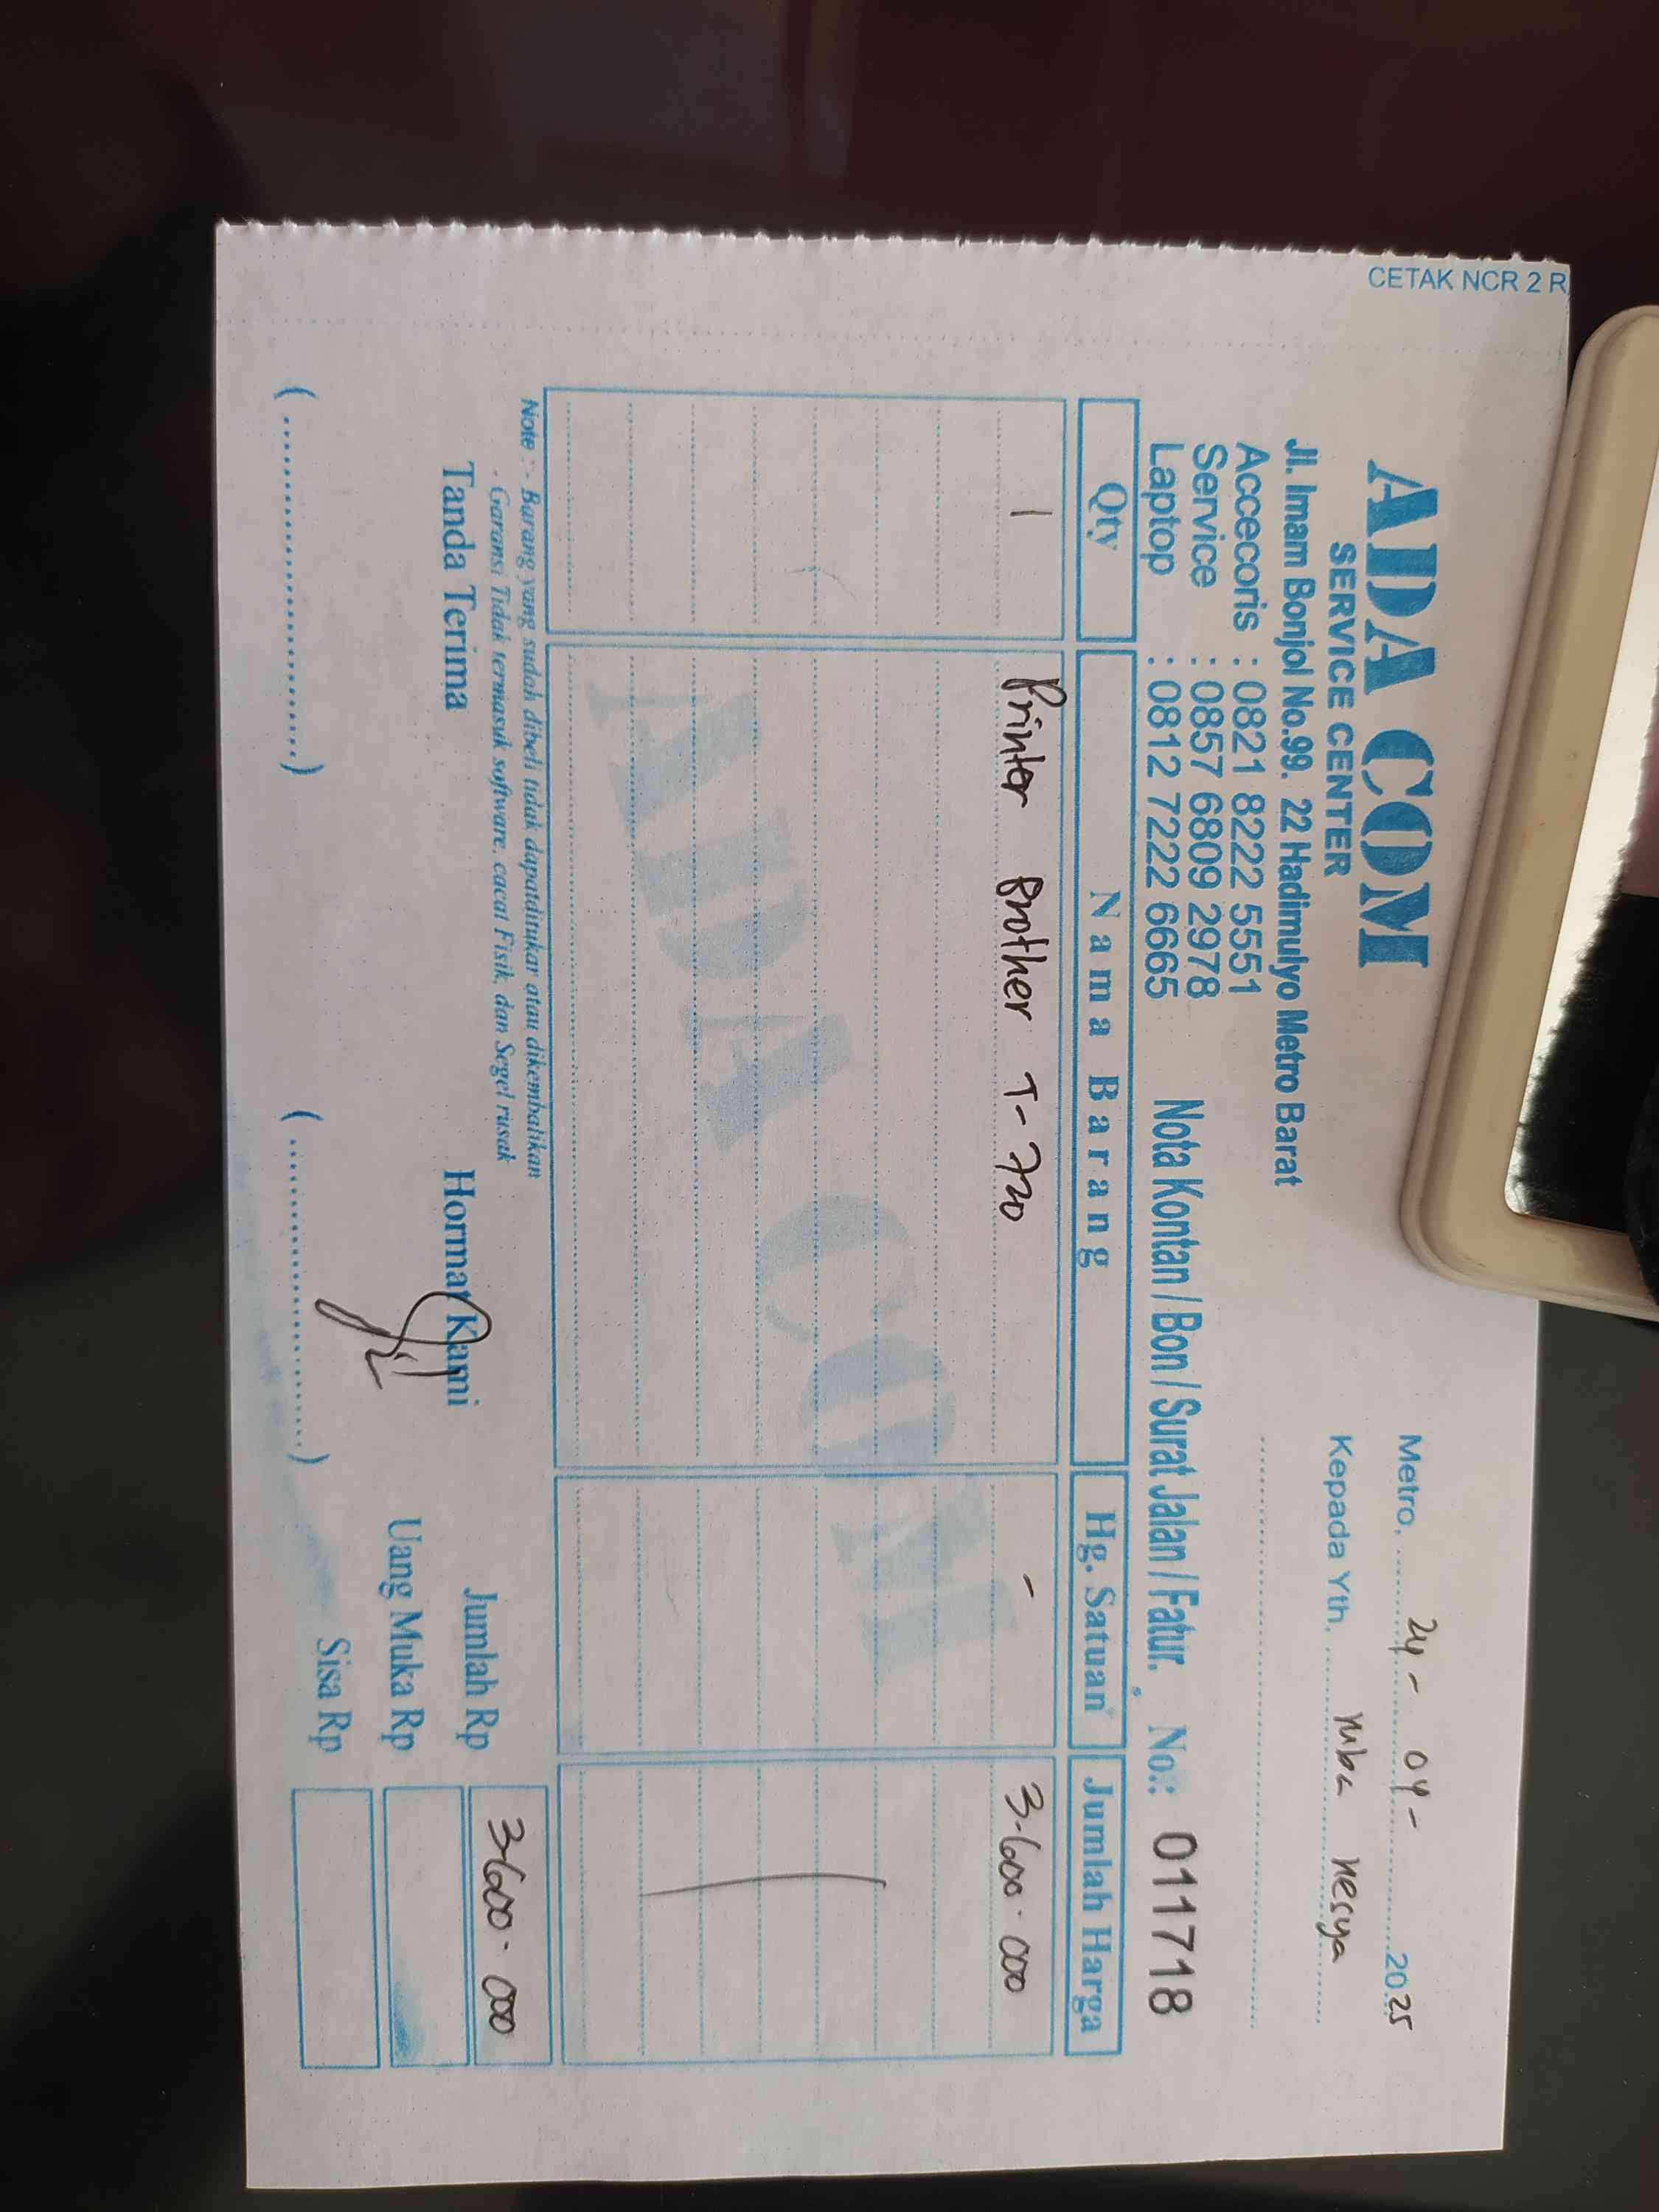 CETAK NCR 2 R
ADA COM
SERVICE CENTER
Jl. Imam Bonjol No.99. 22 Hadimulyo Metro Barat
Accecoris : 0821 8222 5551
Service : 0857 6809 2978
Laptop : 0812 7222 6665
Metro, 24 - 04 - 2025
Kepada Yth, Mba Nesya
Nota Kontan / Bon / Surat Jalan / Fatur. No.: 011718
Qty Nama Barang Hg. Satuan Jumlah Harga
1 Printer Brother T-720 - 3.600.000
ADA COM
Note : - Barang yang sudah dibeli tidak dapatditukar atau dikembalikan
- Garansi Tidak termasuk software, cacat Fisik, dan Segel rusak
Tanda Terima Hormat Kami
Jumlah Rp 3.600.000
Uang Muka Rp
Sisa Rp
(....................) (....................)